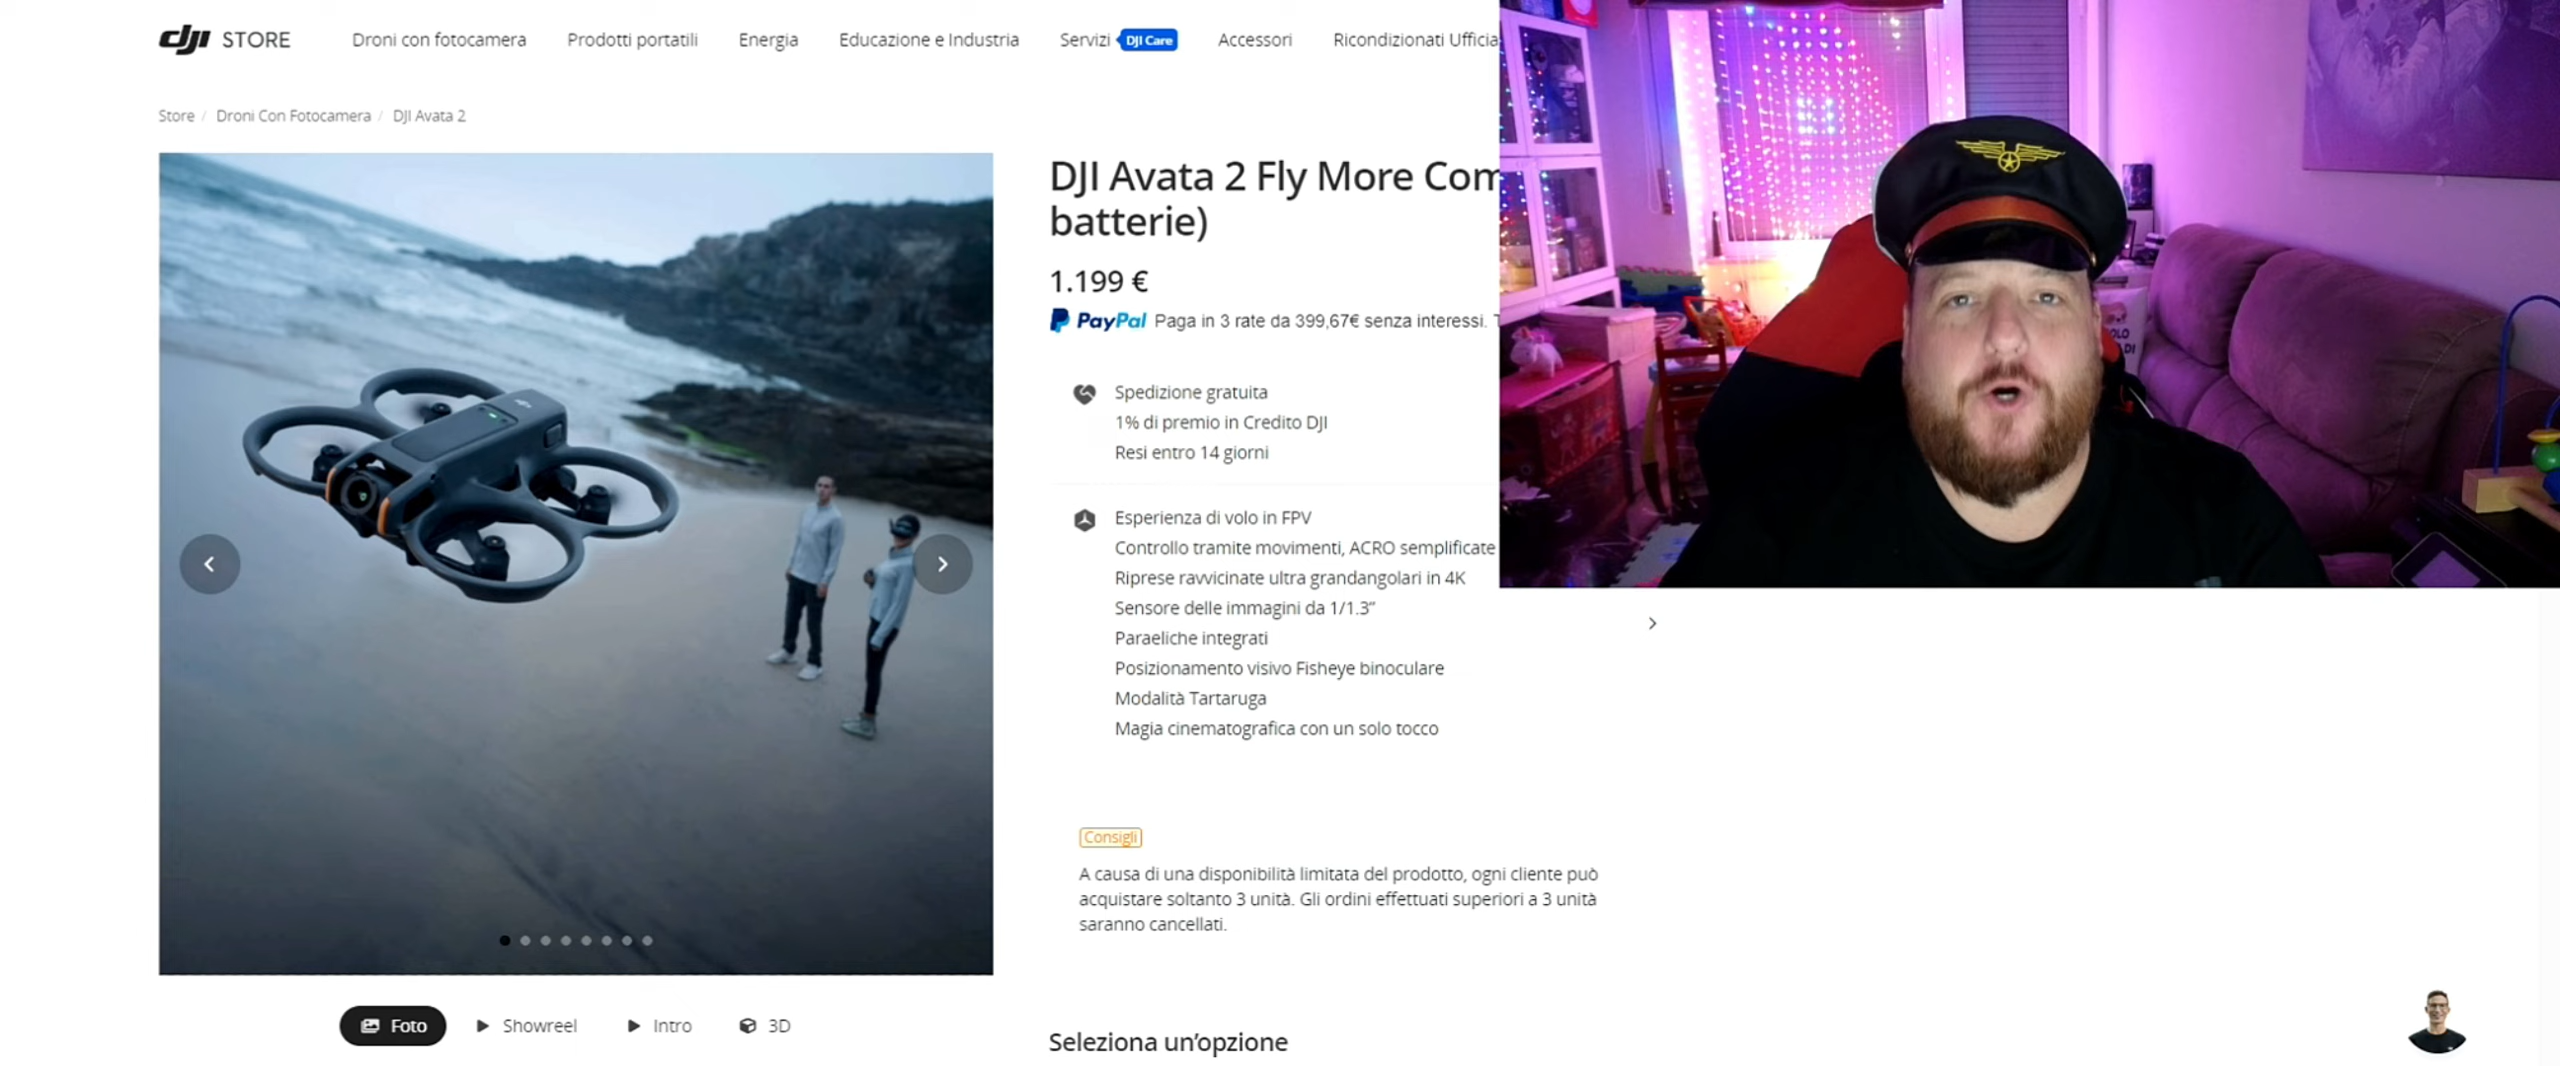 dji STORE
Droni con fotocamera Prodotti portatili Energia Educazione e Industria Servizi DJI Care Accessori Ricondizionati Ufficia
Store / Droni Con Fotocamera / DJI Avata 2
DJI Avata 2 Fly More Com
batterie)
1.199 €
PayPal Paga in 3 rate da 399,67€ senza interessi. T
Spedizione gratuita
1% di premio in Credito DJI
Resi entro 14 giorni
Esperienza di volo in FPV
Controllo tramite movimenti, ACRO semplificate
Riprese ravvicinate ultra grandangolari in 4K
Sensore delle immagini da 1/1.3”
Paraeliche integrati
Posizionamento visivo Fisheye binoculare
Modalità Tartaruga
Magia cinematografica con un solo tocco
Consigli
A causa di una disponibilità limitata del prodotto, ogni cliente può
acquistare soltanto 3 unità. Gli ordini effettuati superiori a 3 unità
saranno cancellati.
Foto Showreel Intro 3D
Seleziona un’opzione